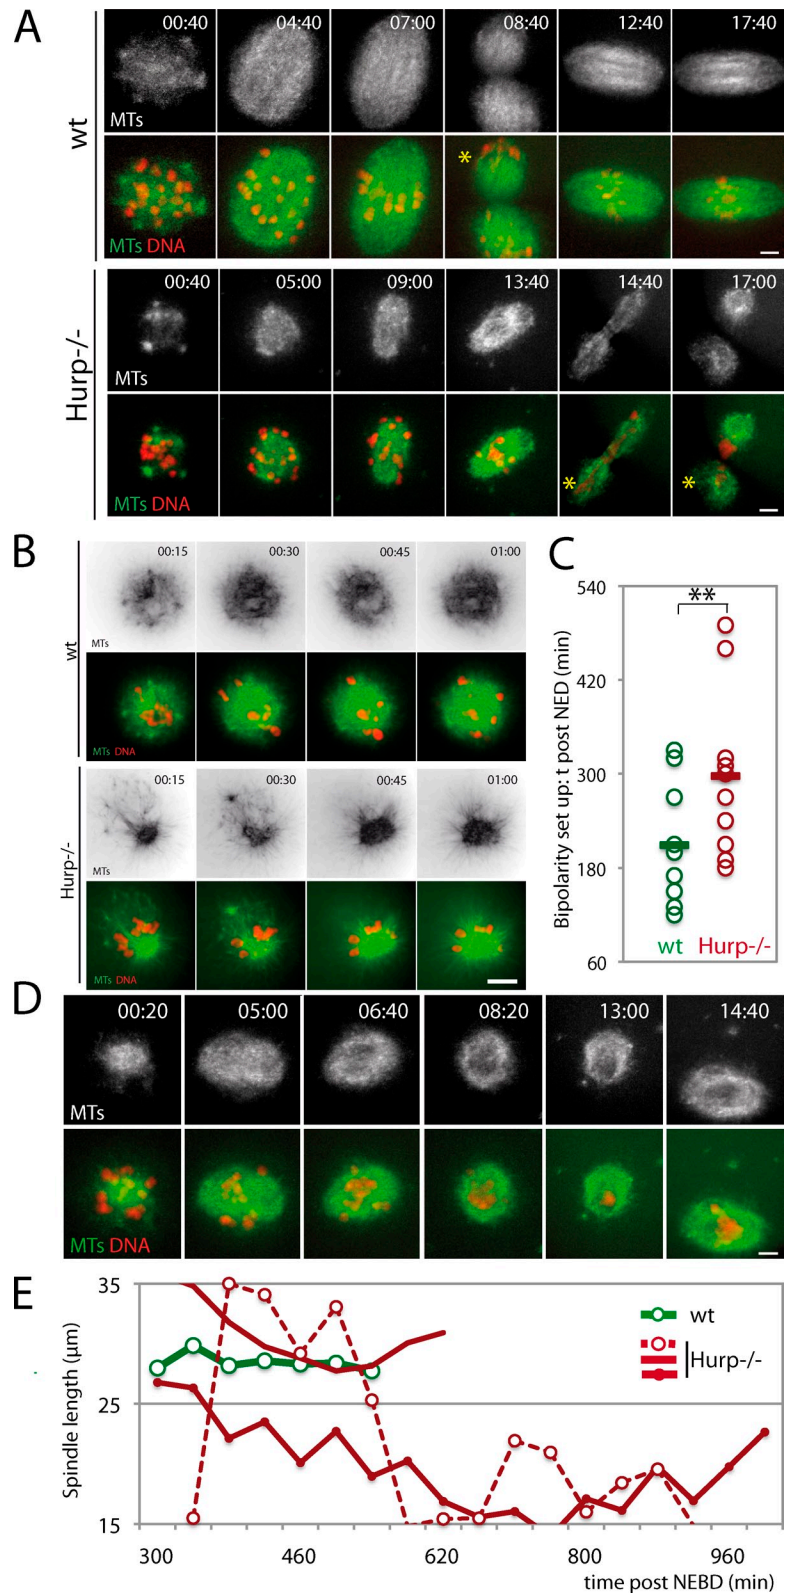 A
00:40 04:40 07:00 08:40 12:40 17:40
wt
MTs
*
MTs DNA
00:40 05:00 09:00 13:40 14:40 17:00
Hurp-/-
MTs
* *
MTs DNA
B
00:15 00:30 00:45 01:00
wt
MTs
MTs DNA
00:15 00:30 00:45 01:00
Hurp-/-
MTs
MTs DNA
C
Bipolarity set up: t post NED (min)
540
**
420
300
180
60
wt Hurp-/-
D
00:20 05:00 06:40 08:20 13:00 14:40
MTs
MTs DNA
E
Spindle length (µm)
35
25
15
wt
Hurp-/-
300 460 620 800 960
time post NEBD (min)